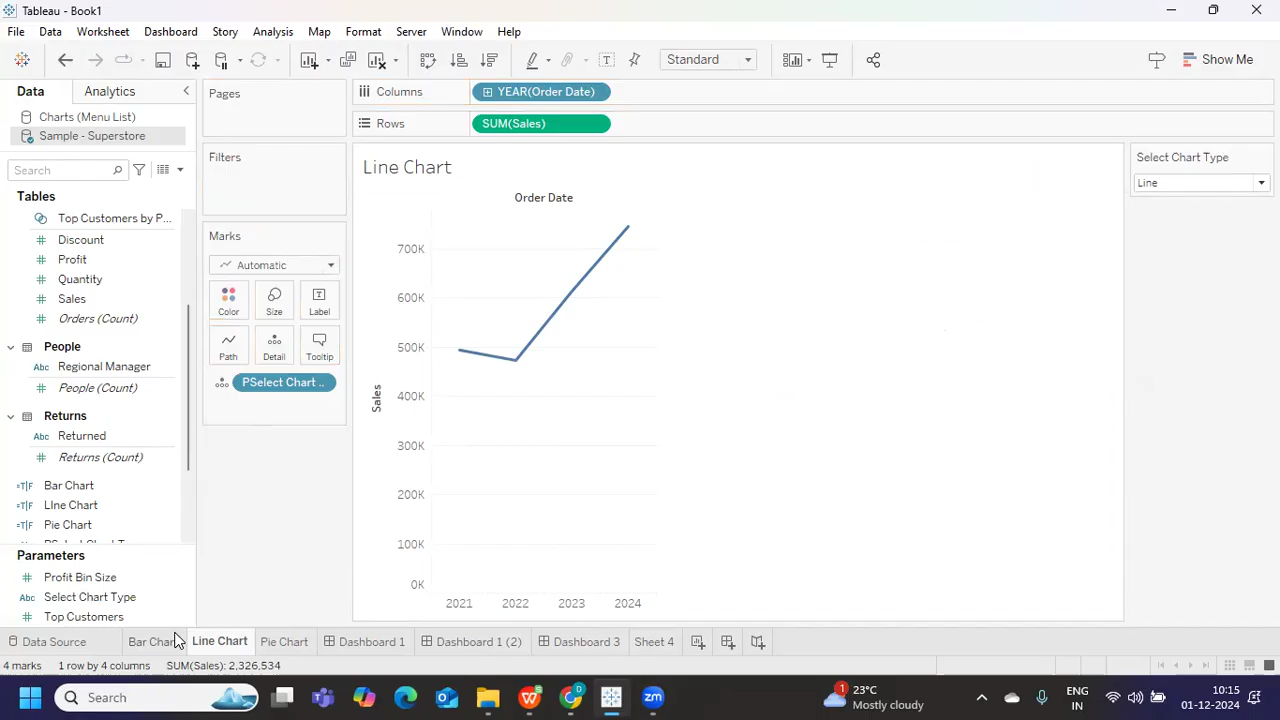 Tableau - Book1
File Data Worksheet Dashboard Story Analysis Map Format Server Window Help
Standard
Show Me
Data Analytics
Charts (Menu List)
Sample - Superstore
Search
Tables
Top Customers by P...
Discount
Profit
Quantity
Sales
Orders (Count)
People
Abc Regional Manager
People (Count)
Returns
Abc Returned
Returns (Count)
=T|F Bar Chart
=T|F LIne Chart
=T|F Pie Chart
Parameters
Profit Bin Size
Abc Select Chart Type
Top Customers
Pages
Filters
Marks
Automatic
Color Size Label
Path Detail Tooltip
PSelect Chart ..
Columns YEAR(Order Date)
Rows SUM(Sales)
Line Chart
Order Date
700K
600K
500K
400K
300K
200K
100K
0K
Sales
2021 2022 2023 2024
Select Chart Type
Line
Data Source Line Chart Pie Chart Dashboard 1 Dashboard 1 (2) Dashboard 3 Sheet 4
4 marks 1 row by 4 columns SUM(Sales): 2,326,534
Search
1
23°C
Mostly cloudy
ENG
IN
10:15
01-12-2024